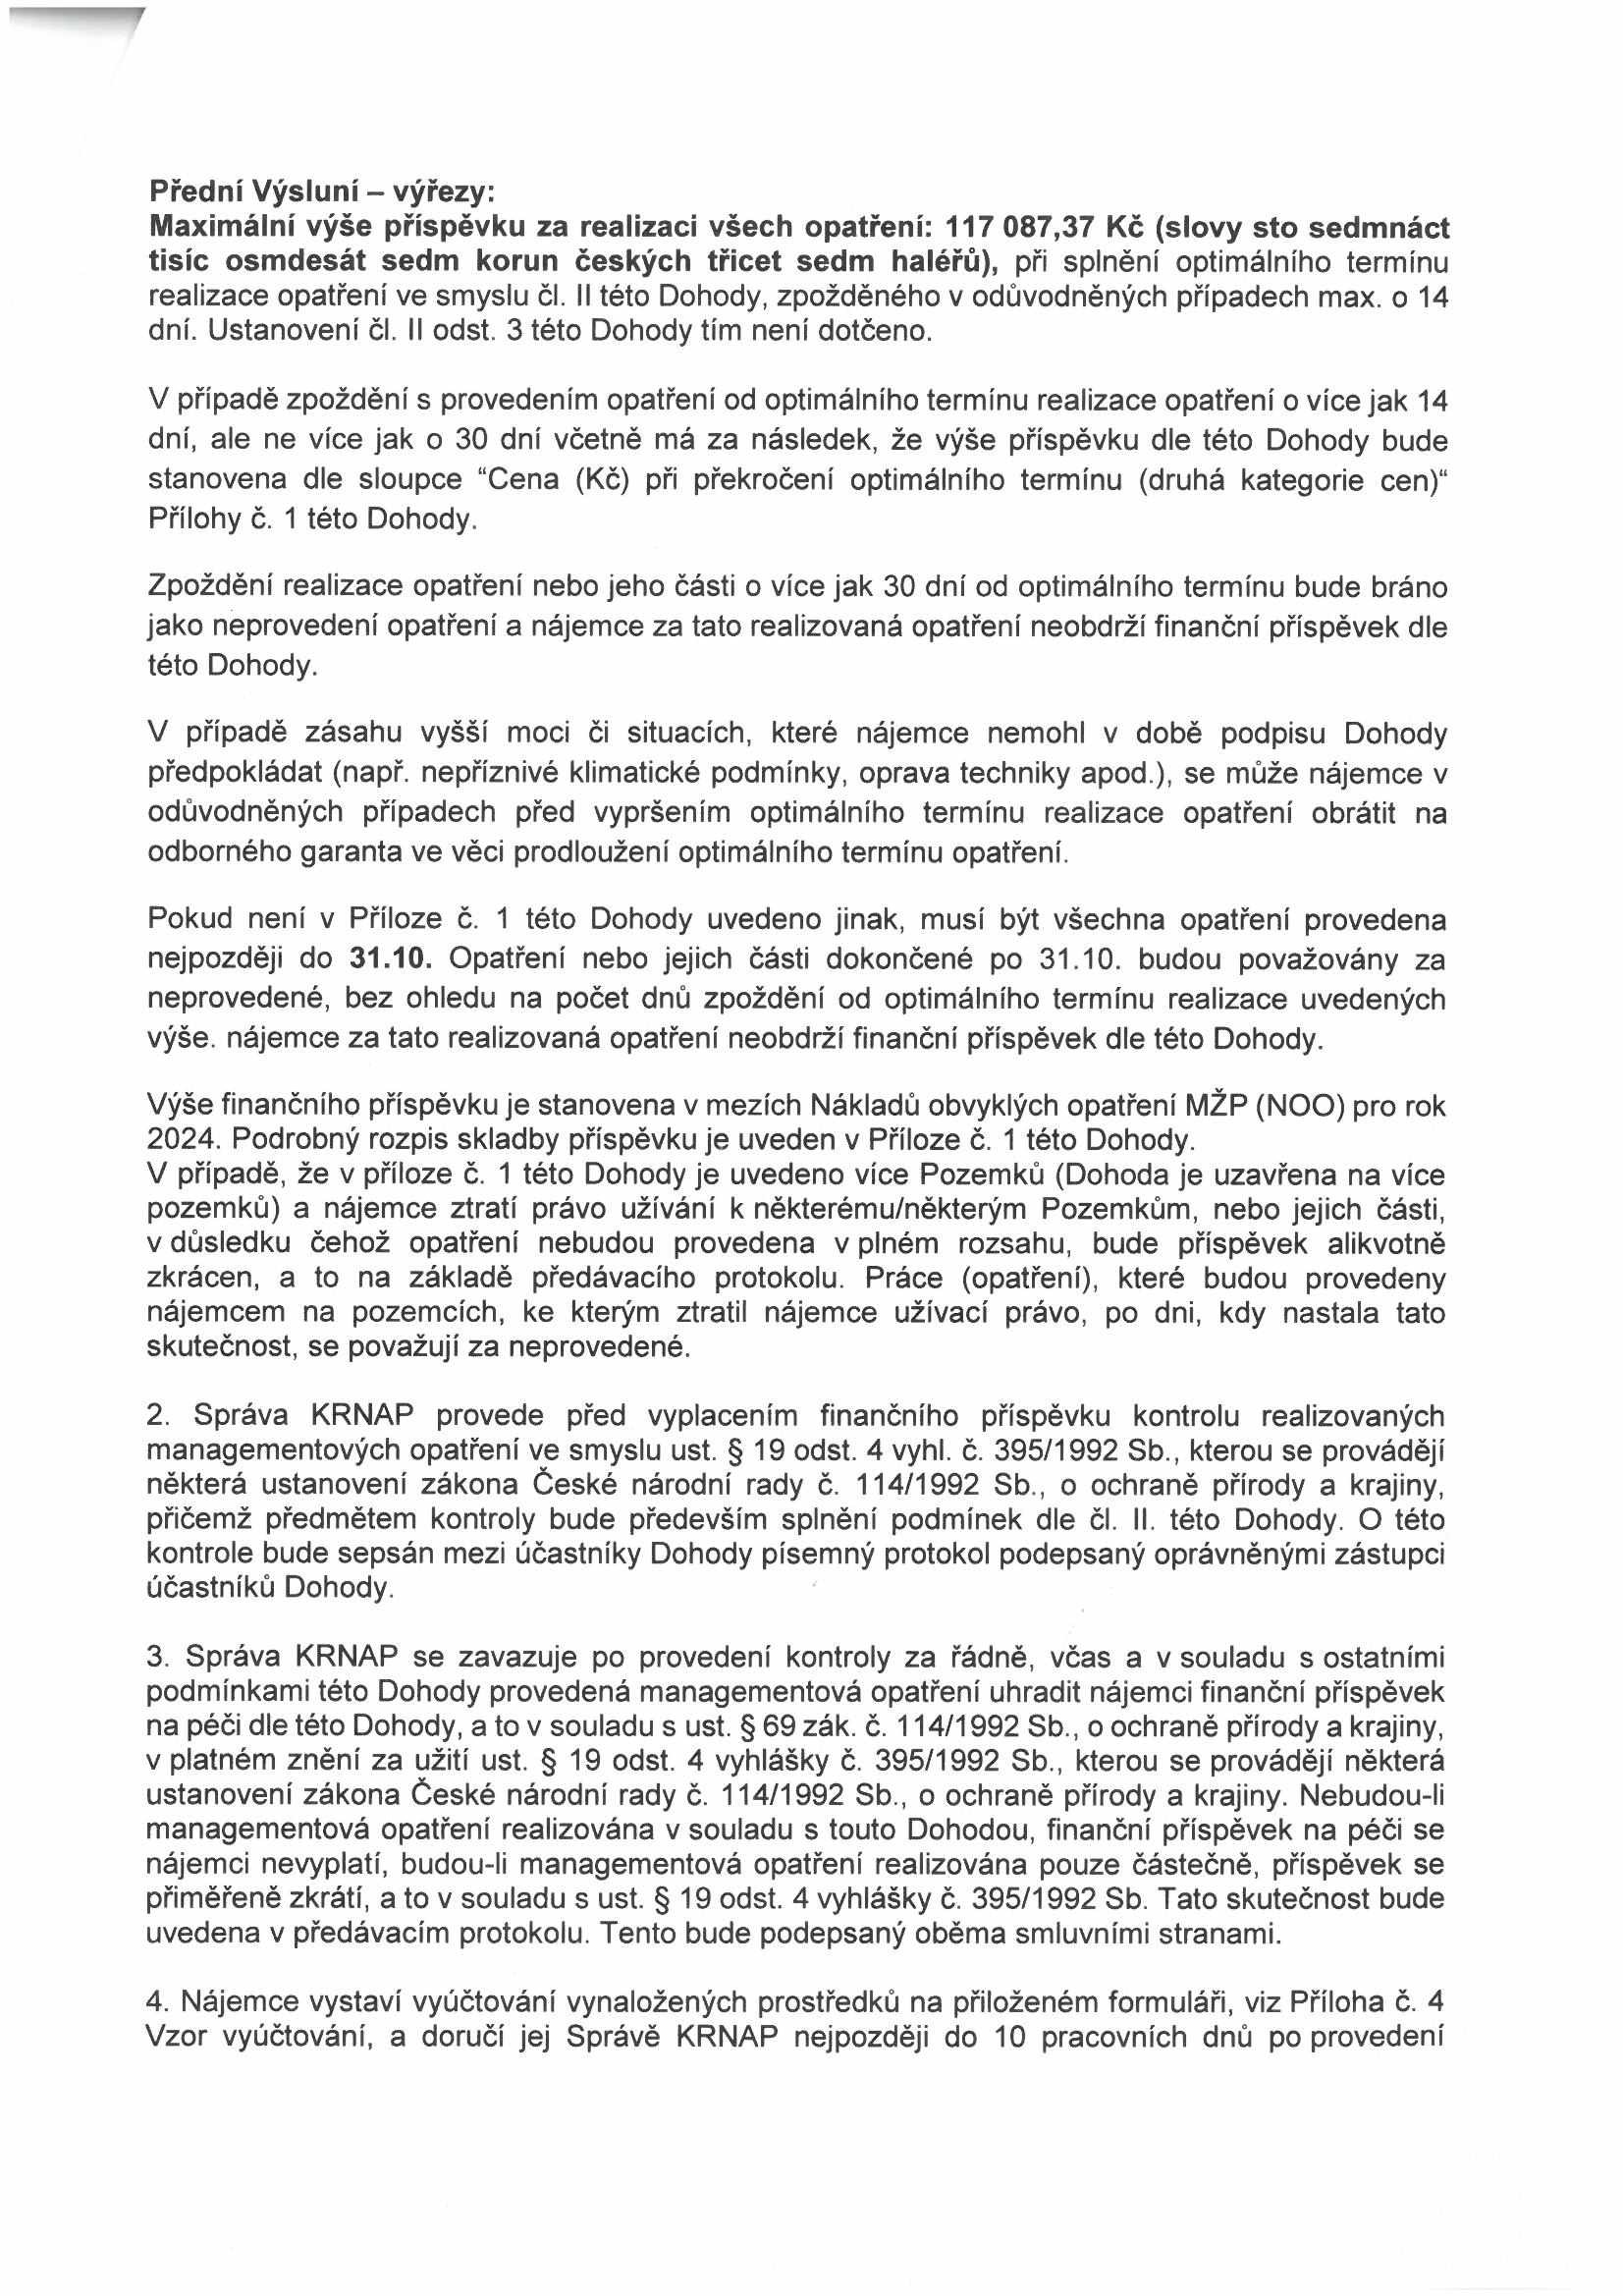 Přední Výsluní – výřezy:
Maximální výše příspěvku za realizaci všech opatření: 117 087,37 Kč (slovy sto sedmnáct
tisíc osmdesát sedm korun českých třicet sedm haléřů), při splnění optimálního termínu
realizace opatření ve smyslu čl. II této Dohody, zpožděného v odůvodněných případech max. o 14
dní. Ustanovení čl. II odst. 3 této Dohody tím není dotčeno.
V případě zpoždění s provedením opatření od optimálního termínu realizace opatření o více jak 14
dní, ale ne více jak o 30 dní včetně má za následek, že výše příspěvku dle této Dohody bude
stanovena dle sloupce “Cena (Kč) při překročení optimálního termínu (druhá kategorie cen)“
Přílohy č. 1 této Dohody.
Zpoždění realizace opatření nebo jeho části o více jak 30 dní od optimálního termínu bude bráno
jako neprovedení opatření a nájemce za tato realizovaná opatření neobdrží finanční příspěvek dle
této Dohody.
V případě zásahu vyšší moci či situacích, které nájemce nemohl v době podpisu Dohody
předpokládat (např. nepříznivé klimatické podmínky, oprava techniky apod.), se může nájemce v
odůvodněných případech před vypršením optimálního termínu realizace opatření obrátit na
odborného garanta ve věci prodloužení optimálního termínu opatření.
Pokud není v Příloze č. 1 této Dohody uvedeno jinak, musí být všechna opatření provedena
nejpozději do 31.10. Opatření nebo jejich části dokončené po 31.10. budou považovány za
neprovedené, bez ohledu na počet dnů zpoždění od optimálního termínu realizace uvedených
výše. nájemce za tato realizovaná opatření neobdrží finanční příspěvek dle této Dohody.
Výše finančního příspěvku je stanovena v mezích Nákladů obvyklých opatření MŽP (NOO) pro rok
2024. Podrobný rozpis skladby příspěvku je uveden v Příloze č. 1 této Dohody.
V případě, že v příloze č. 1 této Dohody je uvedeno více Pozemků (Dohoda je uzavřena na více
pozemků) a nájemce ztratí právo užívání k některému/některým Pozemkům, nebo jejich části,
v důsledku čehož opatření nebudou provedena v plném rozsahu, bude příspěvek alikvotně
zkrácen, a to na základě předávacího protokolu. Práce (opatření), které budou provedeny
nájemcem na pozemcích, ke kterým ztratil nájemce užívací právo, po dni, kdy nastala tato
skutečnost, se považují za neprovedené.
2. Správa KRNAP provede před vyplacením finančního příspěvku kontrolu realizovaných
managementových opatření ve smyslu ust. § 19 odst. 4 vyhl. č. 395/1992 Sb., kterou se provádějí
některá ustanovení zákona České národní rady č. 114/1992 Sb., o ochraně přírody a krajiny,
přičemž předmětem kontroly bude především splnění podmínek dle čl. II. této Dohody. O této
kontrole bude sepsán mezi účastníky Dohody písemný protokol podepsaný oprávněnými zástupci
účastníků Dohody.
3. Správa KRNAP se zavazuje po provedení kontroly za řádně, včas a v souladu s ostatními
podmínkami této Dohody provedená managementová opatření uhradit nájemci finanční příspěvek
na péči dle této Dohody, a to v souladu s ust. § 69 zák. č. 114/1992 Sb., o ochraně přírody a krajiny,
v platném znění za užití ust. § 19 odst. 4 vyhlášky č. 395/1992 Sb., kterou se provádějí některá
ustanovení zákona České národní rady č. 114/1992 Sb., o ochraně přírody a krajiny. Nebudou-li
managementová opatření realizována v souladu s touto Dohodou, finanční příspěvek na péči se
nájemci nevyplatí, budou-li managementová opatření realizována pouze částečně, příspěvek se
přiměřeně zkrátí, a to v souladu s ust. § 19 odst. 4 vyhlášky č. 395/1992 Sb. Tato skutečnost bude
uvedena v předávacím protokolu. Tento bude podepsaný oběma smluvními stranami.
4. Nájemce vystaví vyúčtování vynaložených prostředků na přiloženém formuláři, viz Příloha č. 4
Vzor vyúčtování, a doručí jej Správě KRNAP nejpozději do 10 pracovních dnů po provedení